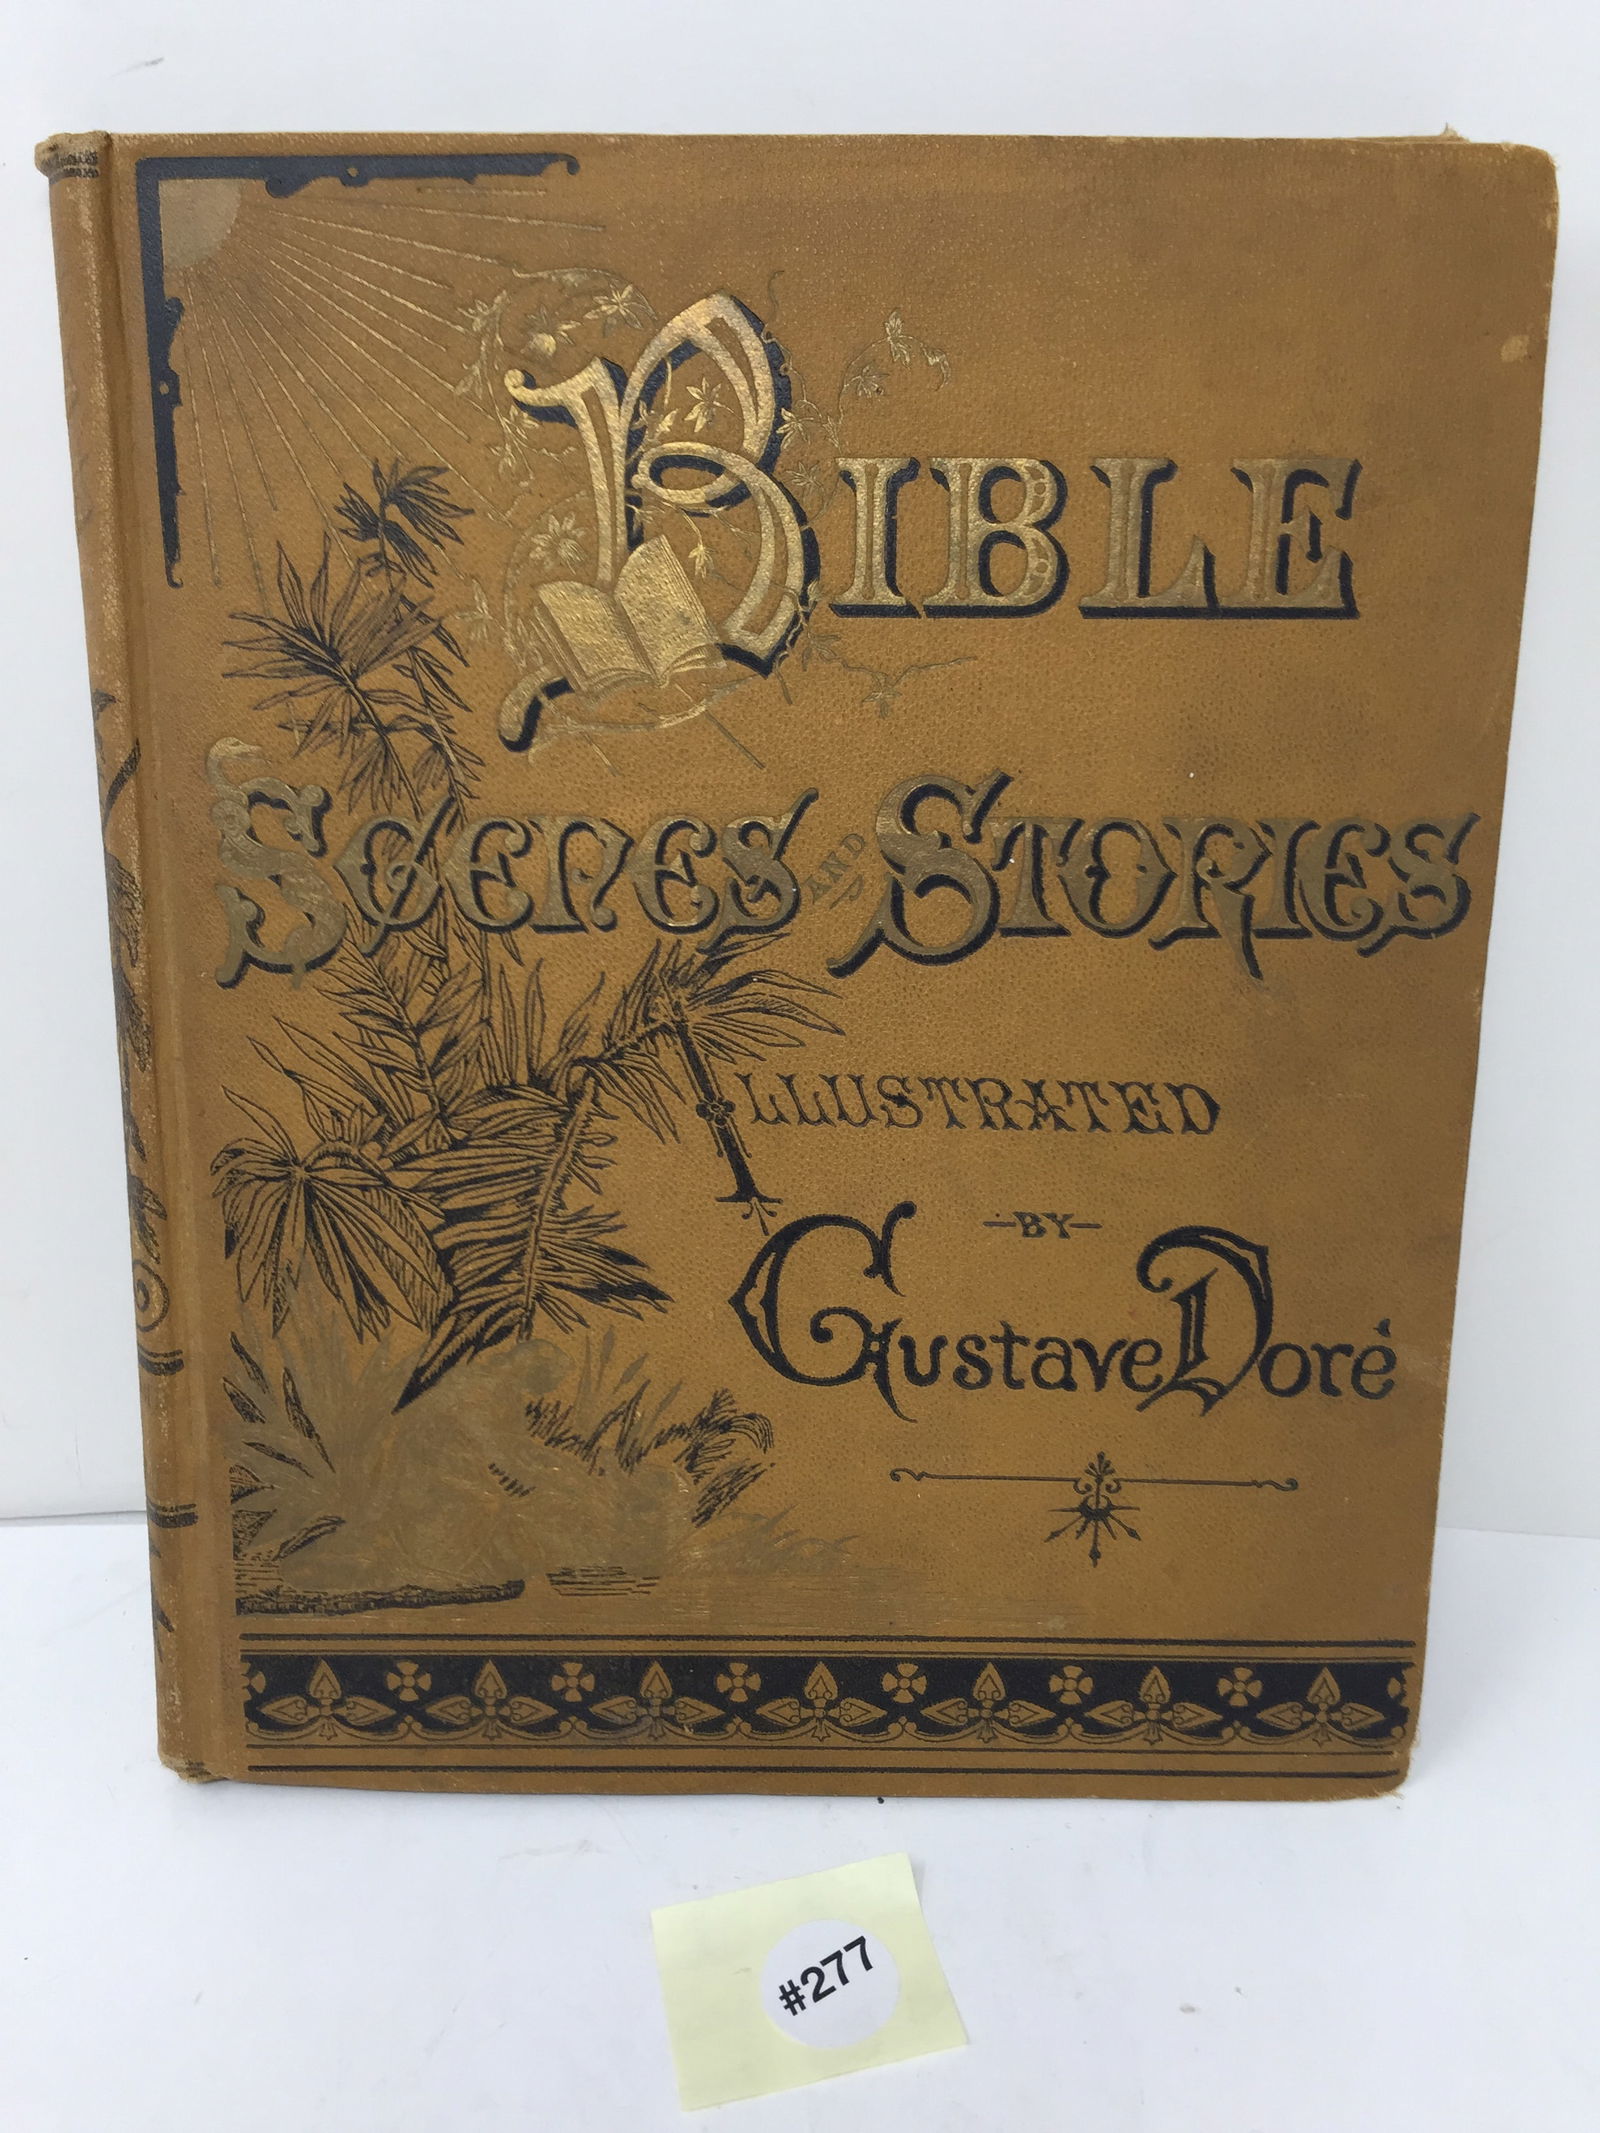 BIBLE
SCENES AND STORIES
ILLUSTRATED
-BY-
Gustave Doré
#277